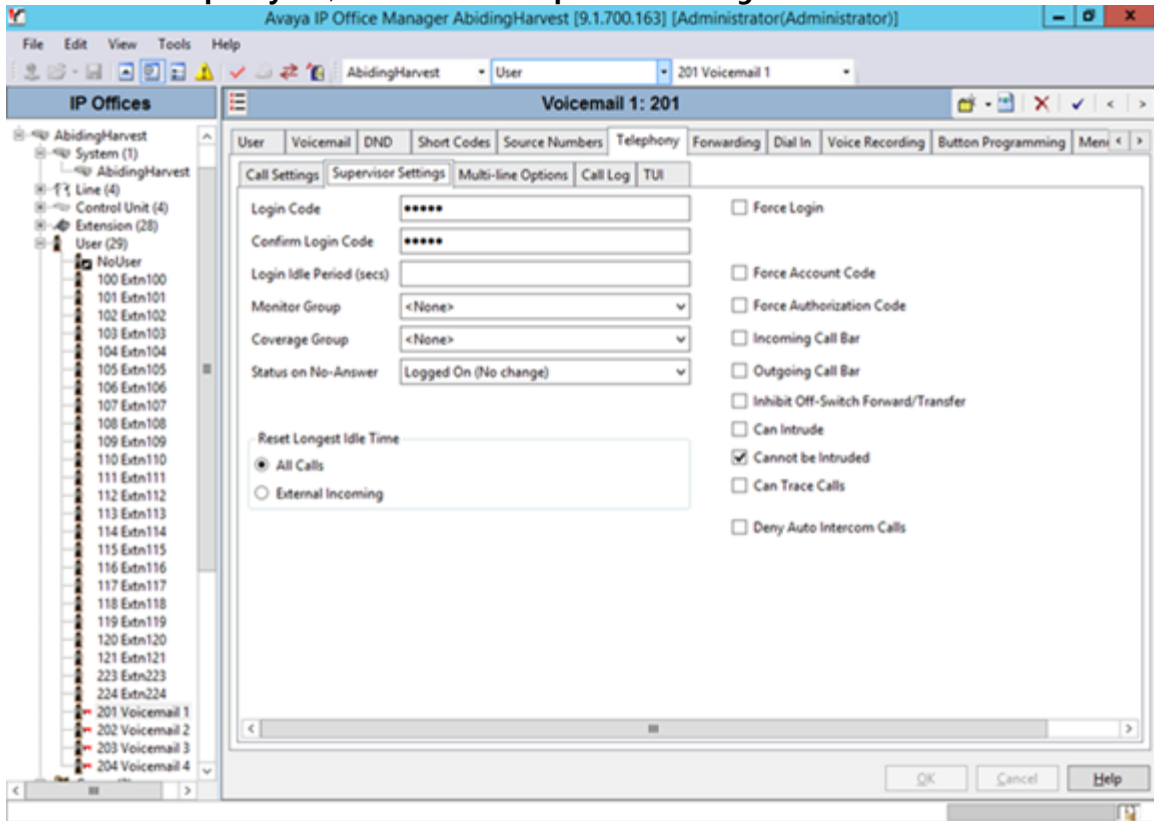 Avaya IP Office Manager AbidingHarvest [9.1.700.163] [Administrator(Administrator)]
File Edit View Tools Help
AbidingHarvest User 201 Voicemail 1
IP Offices
Voicemail 1: 201
AbidingHarvest
System (1)
AbidingHarvest
Line (4)
Control Unit (4)
Extension (28)
User (29)
NoUser
100 Extn100
101 Extn101
102 Extn102
103 Extn103
104 Extn104
105 Extn105
106 Extn106
107 Extn107
108 Extn108
109 Extn109
110 Extn110
111 Extn111
112 Extn112
113 Extn113
114 Extn114
115 Extn115
116 Extn116
117 Extn117
118 Extn118
119 Extn119
120 Extn120
121 Extn121
223 Extn223
224 Extn224
201 Voicemail 1
202 Voicemail 2
203 Voicemail 3
204 Voicemail 4
User Voicemail DND Short Codes Source Numbers Telephony Forwarding Dial In Voice Recording Button Programming Men
Call Settings Supervisor Settings Multi-line Options Call Log TUI
Login Code ●●●●● Force Login
Confirm Login Code ●●●●●
Login Idle Period (secs) Force Account Code
Monitor Group <None> Force Authorization Code
Coverage Group <None> Incoming Call Bar
Status on No-Answer Logged On (No change) Outgoing Call Bar
Inhibit Off-Switch Forward/Transfer
Can Intrude
Reset Longest Idle Time
All Calls Cannot be Intruded
External Incoming Can Trace Calls
Deny Auto Intercom Calls
OK Cancel Help